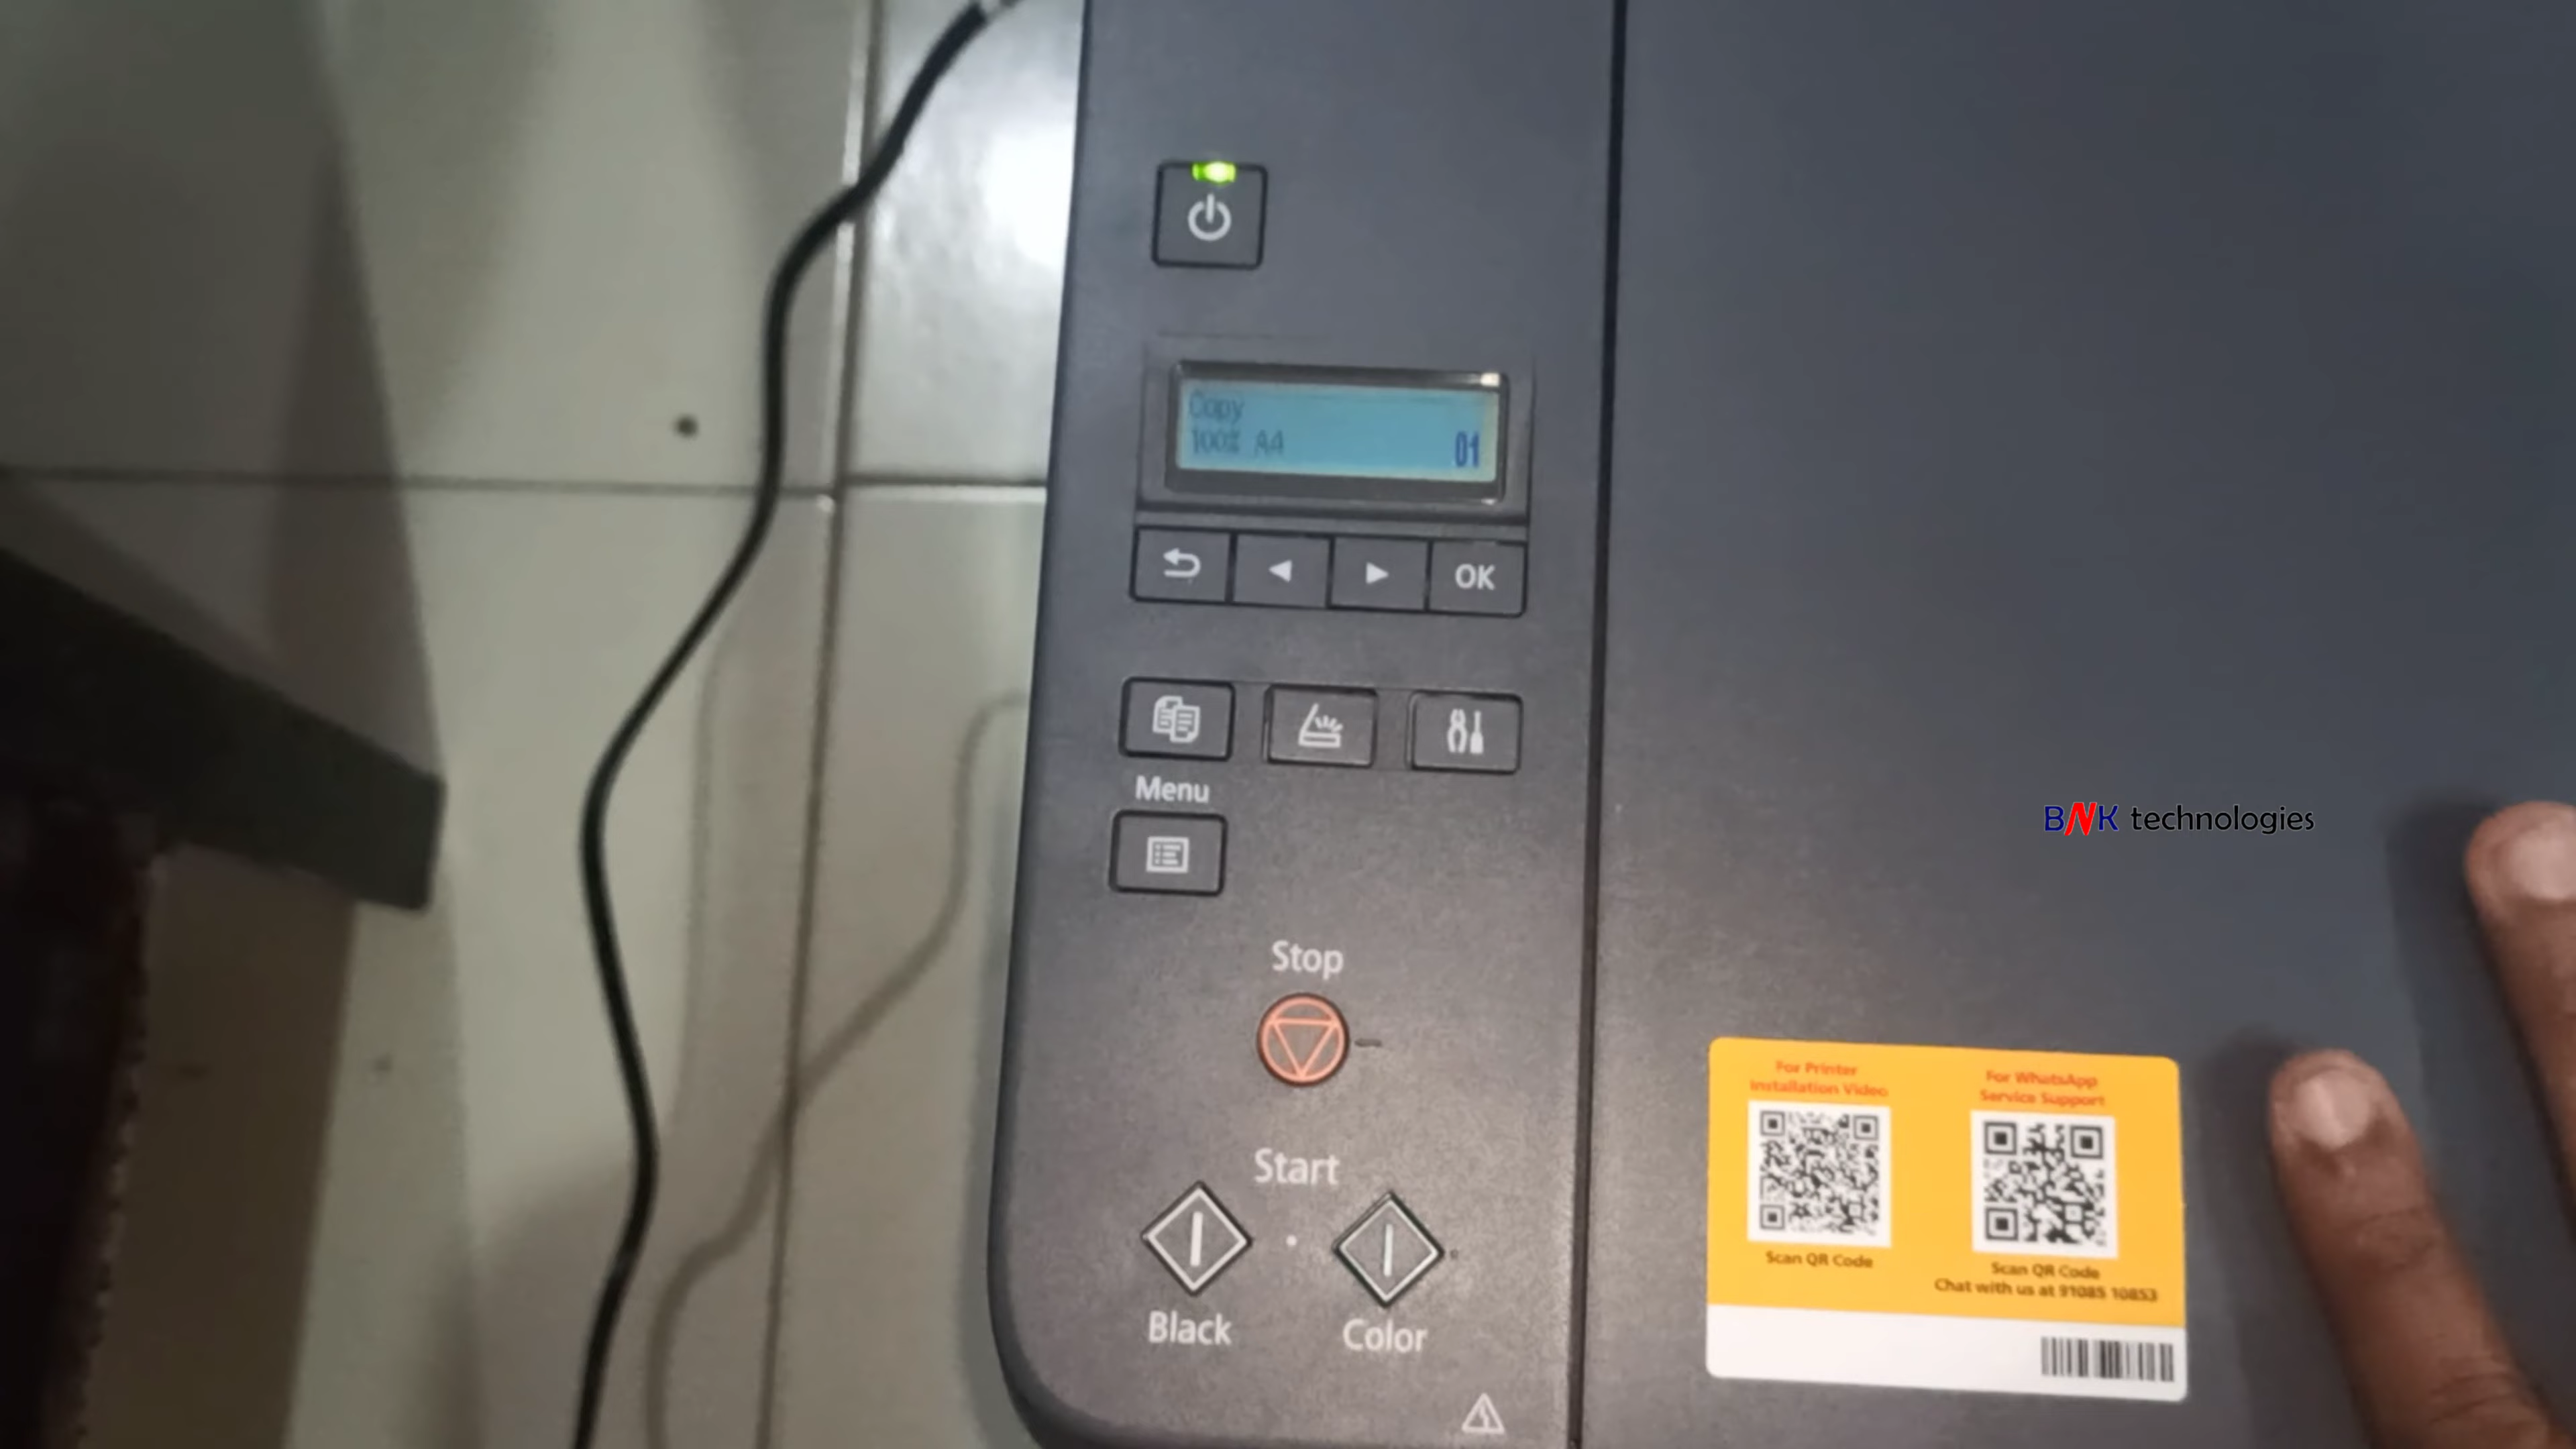 Copy
100% A4 01
OK
Menu
Stop
Start
Black
Color
BNK technologies
For Printer
Installation Video
Scan QR Code
For WhatsApp
Service Support
Scan QR Code
Chat with us at 91085 10853